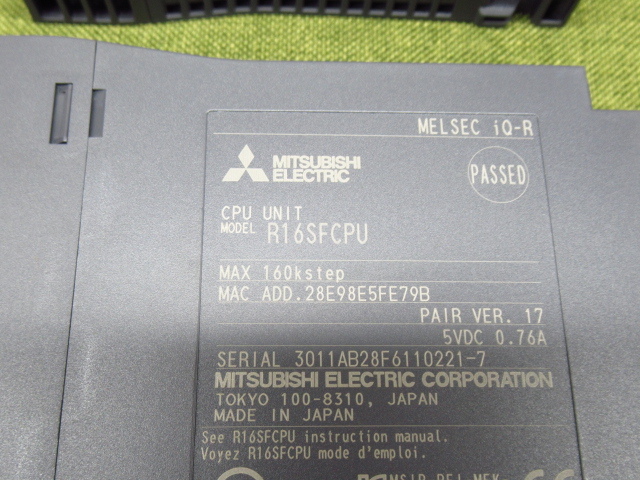 MELSEC iQ-R
MITSUBISHI
ELECTRIC
PASSED
CPU UNIT
MODEL R16SFCPU
MAX 160kstep
MAC ADD.28E98E5FE79B
PAIR VER. 17
5VDC 0.76A
SERIAL 3011AB28F6110221-7
MITSUBISHI ELECTRIC CORPORATION
TOKYO 100-8310, JAPAN
MADE IN JAPAN
See R16SFCPU instruction manual.
Voyez R16SFCPU mode d'emploi.